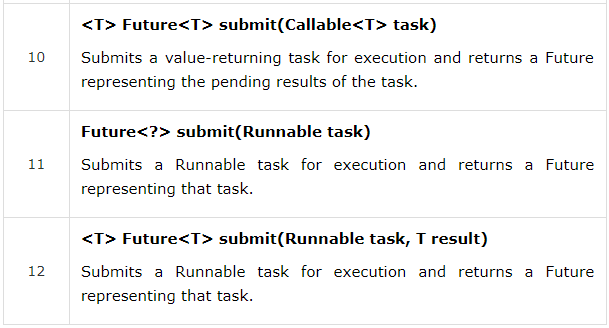 <T> Future<T> submit(Callable<T> task)
10
Submits a value-returning task for execution and returns a Future
representing the pending results of the task.
Future<?> submit(Runnable task)
11
Submits a Runnable task for execution and returns a Future
representing that task.
<T> Future<T> submit(Runnable task, T result)
12
Submits a Runnable task for execution and returns a Future
representing that task.